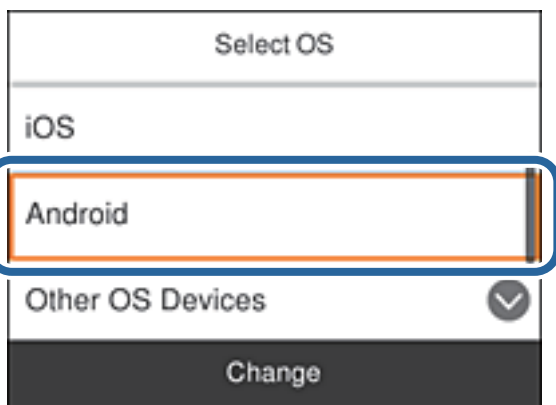 Select OS
iOS
Android
Other OS Devices
Change